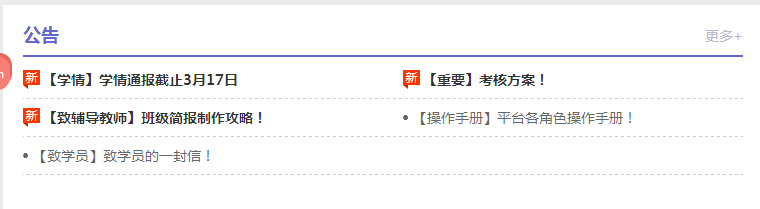 公告
更多+
新【学情】学情通报截止3月17日
新【重要】考核方案！
新【致辅导教师】班级简报制作攻略！
•【操作手册】平台各角色操作手册！
•【致学员】致学员的一封信！